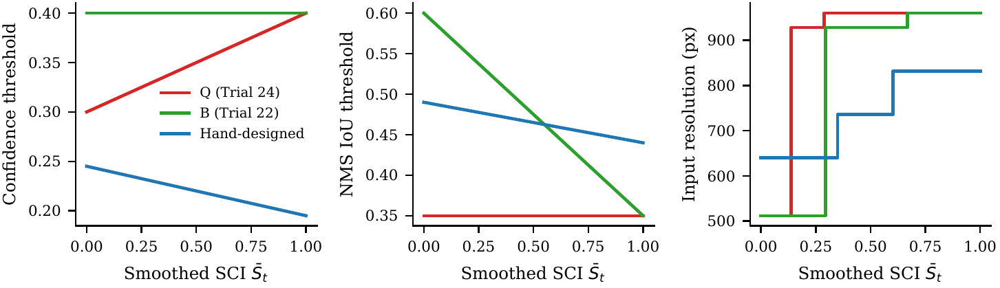 Confidence threshold
0.40
0.35
0.30
0.25
0.20
Q (Trial 24)
B (Trial 22)
Hand-designed
0.00 0.25 0.50 0.75 1.00
Smoothed SCI S̄ₜ
NMS IoU threshold
0.60
0.55
0.50
0.45
0.40
0.35
0.00 0.25 0.50 0.75 1.00
Smoothed SCI S̄ₜ
Input resolution (px)
900
800
700
600
500
0.00 0.25 0.50 0.75 1.00
Smoothed SCI S̄ₜ